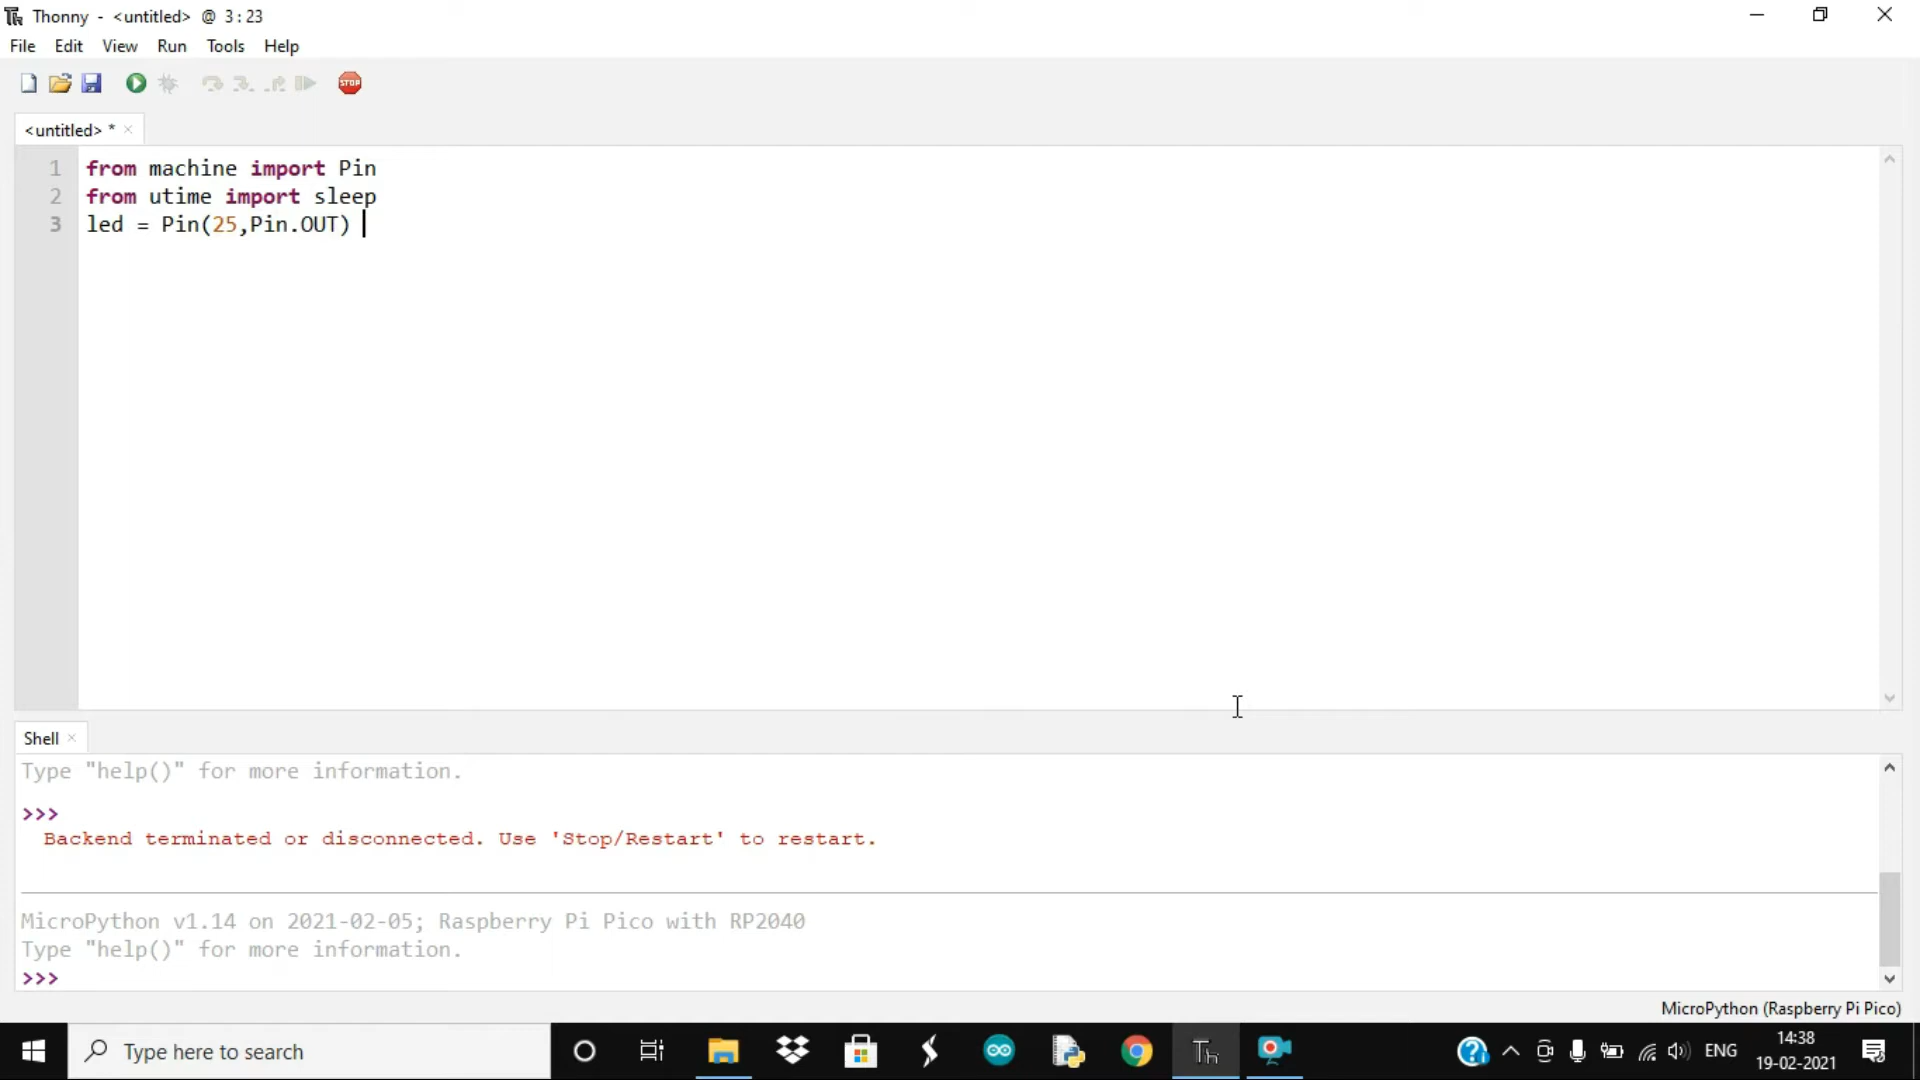 Thonny - <untitled> @ 3:23
File Edit View Run Tools Help
STOP
<untitled> *
1 from machine import Pin
2 from utime import sleep
3 led = Pin(25,Pin.OUT)
Shell
Type "help()" for more information.
>>>
Backend terminated or disconnected. Use 'Stop/Restart' to restart.
MicroPython v1.14 on 2021-02-05; Raspberry Pi Pico with RP2040
Type "help()" for more information.
>>>
MicroPython (Raspberry Pi Pico)
Type here to search
Th
ENG
14:38
19-02-2021